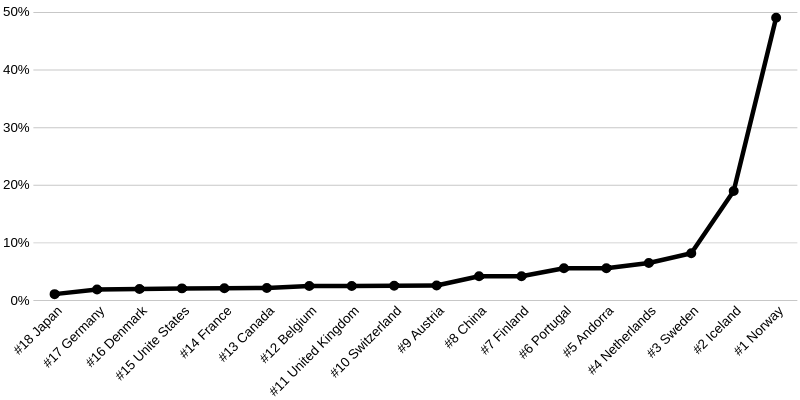 50%
40%
30%
20%
10%
0%
#18 Japan
#17 Germany
#16 Denmark
#15 Unite States
#14 France
#13 Canada
#12 Belgium
#11 United Kingdom
#10 Switzerland
#9 Austria
#8 China
#7 Finland
#6 Portugal
#5 Andorra
#4 Netherlands
#3 Sweden
#2 Iceland
#1 Norway